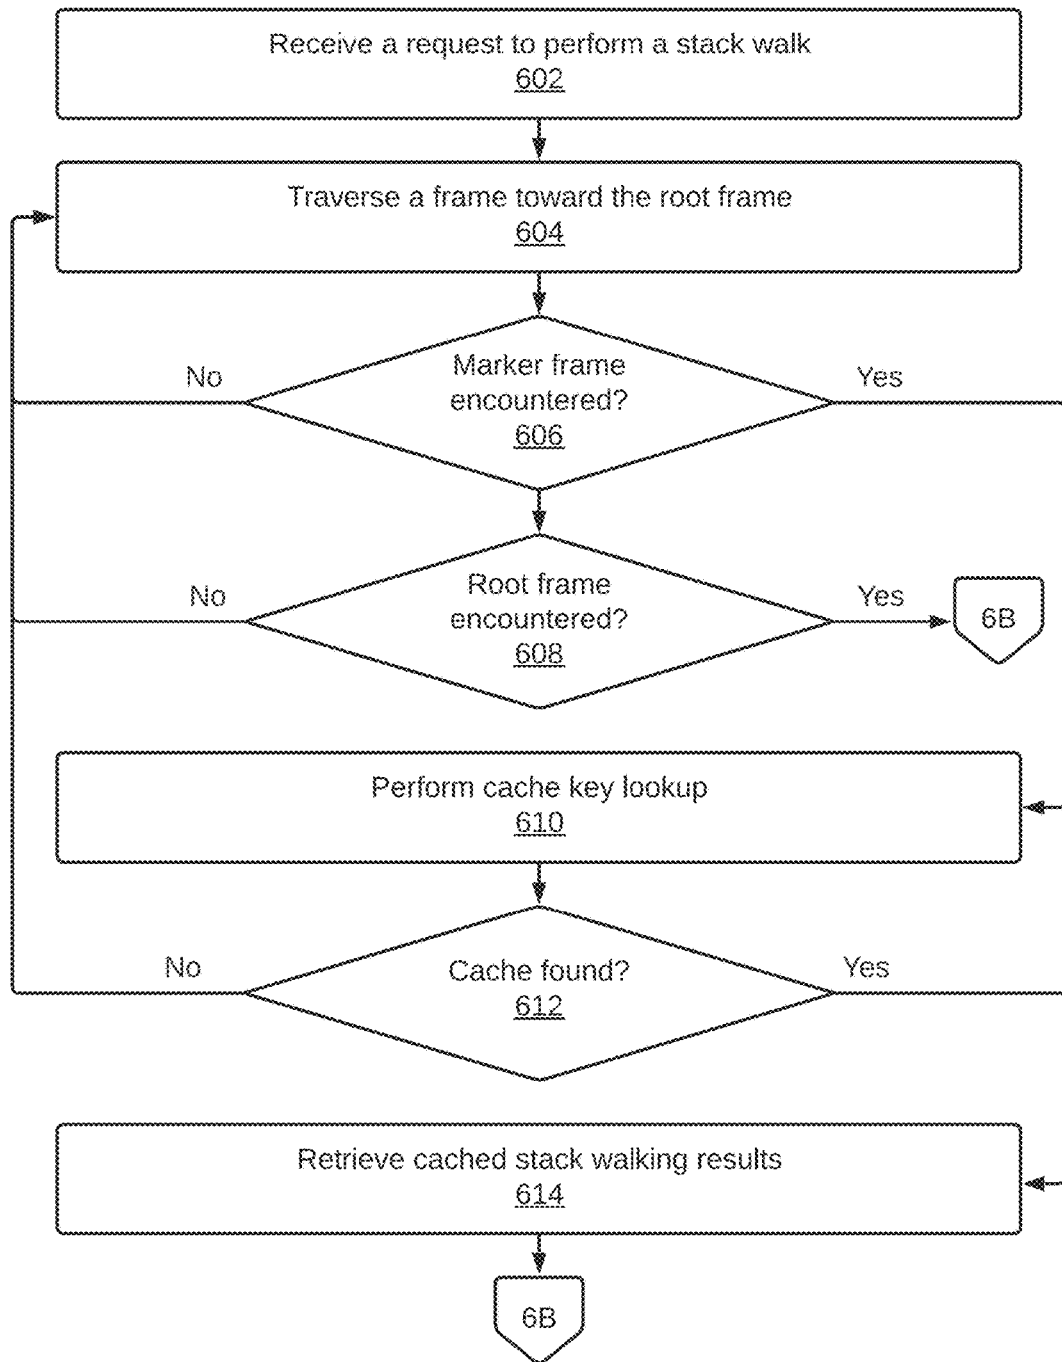 Receive a request to perform a stack walk
602
Traverse a frame toward the root frame
604
Marker frame
encountered?
606
No
Yes
Root frame
encountered?
608
No
Yes
6B
Perform cache key lookup
610
Cache found?
612
No
Yes
Retrieve cached stack walking results
614
6B